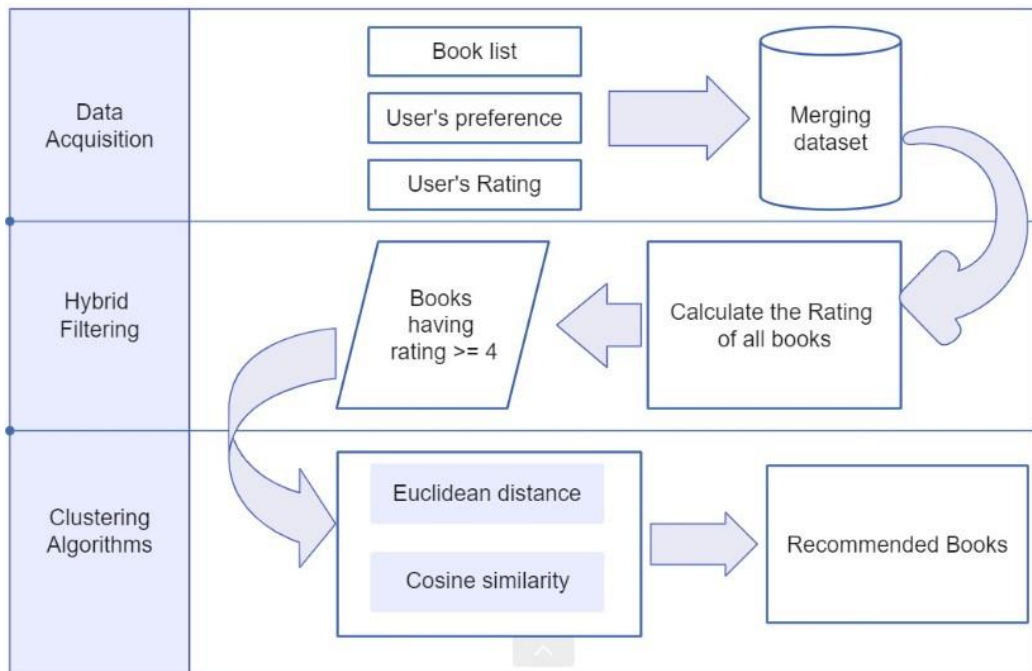 Data
Acquisition
Book list
User's preference
User's Rating
Merging
dataset
Hybrid
Filtering
Books
having
rating >= 4
Calculate the Rating
of all books
Clustering
Algorithms
Euclidean distance
Cosine similarity
Recommended Books